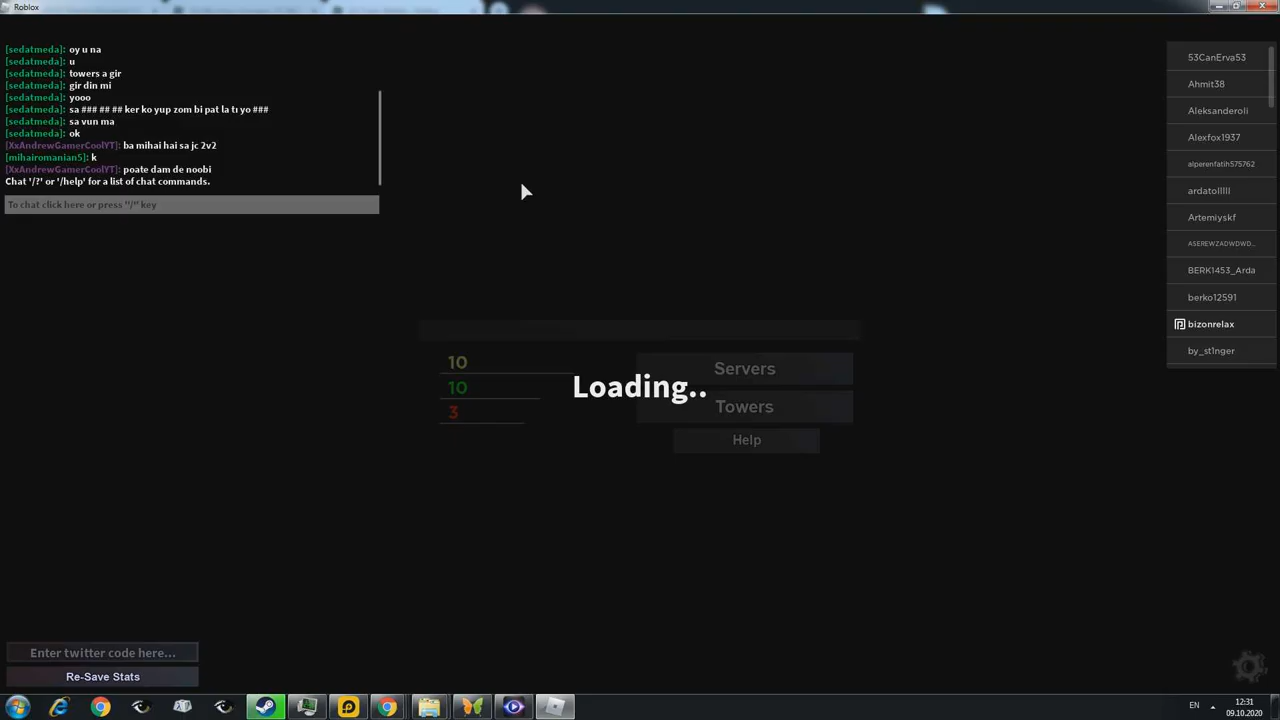 Roblox
[sedatmeda]: oy u na
[sedatmeda]: u
[sedatmeda]: towers a gir
[sedatmeda]: gir din mi
[sedatmeda]: yooo
[sedatmeda]: sa ### ## ## ker ko yup zom bi pat la tı yo ###
[sedatmeda]: sa vun ma
[sedatmeda]: ok
[XxAndrewGamerCoolYT]: ba mihai hai sa jc 2v2
[mihairomanian5]: k
[XxAndrewGamerCoolYT]: poate dam de noobi
Chat '/?' or '/help' for a list of chat commands.
To chat click here or press "/" key
53CanErva53
Ahmit38
Aleksanderoli
Alexfox1937
alperenfatih575762
ardatolllll
Artemiyskf
ASEREWZADWDWD...
BERK1453_Arda
berko12591
bizonrelax
by_st1nger
10
10
3
Loading..
Servers
Towers
Help
Enter twitter code here...
Re-Save Stats
EN
12:31
09.10.2020